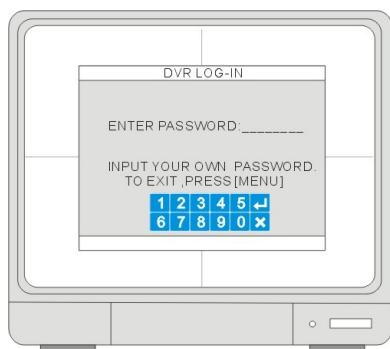 DVR LOG-IN
ENTER PASSWORD:________
INPUT YOUR OWN PASSWORD.
TO EXIT ,PRESS [MENU]
1 2 3 4 5 ↵
6 7 8 9 0 ×